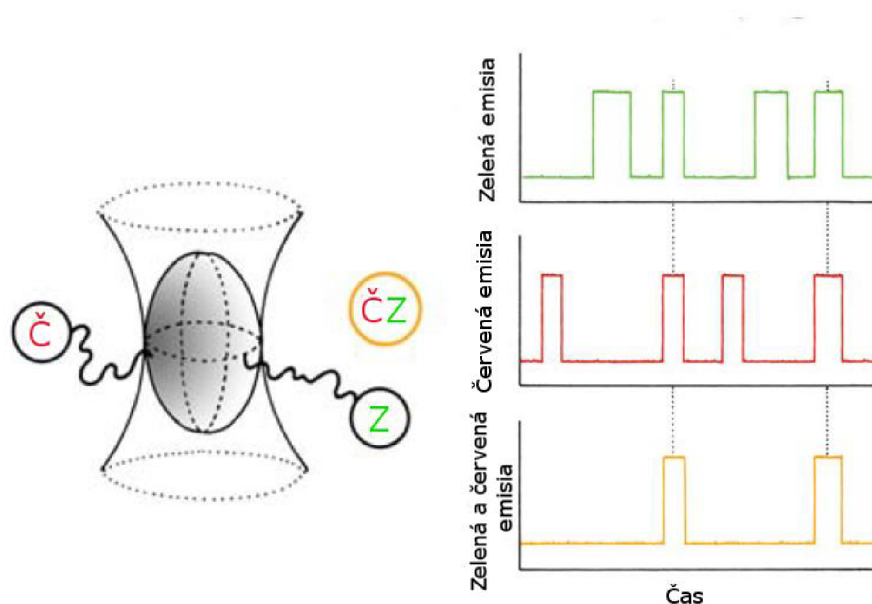 Č
ČZ
Z
Zelená emisia
Červená emisia
Zelená a červená
emisia
Čas